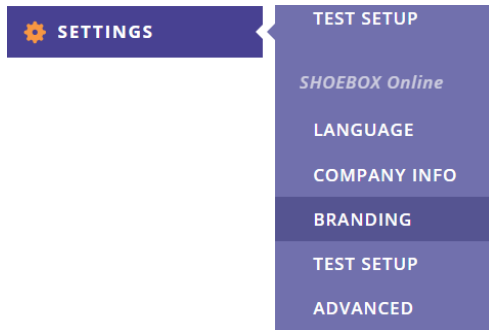 SETTINGS
TEST SETUP
SHOEBOX Online
LANGUAGE
COMPANY INFO
BRANDING
TEST SETUP
ADVANCED